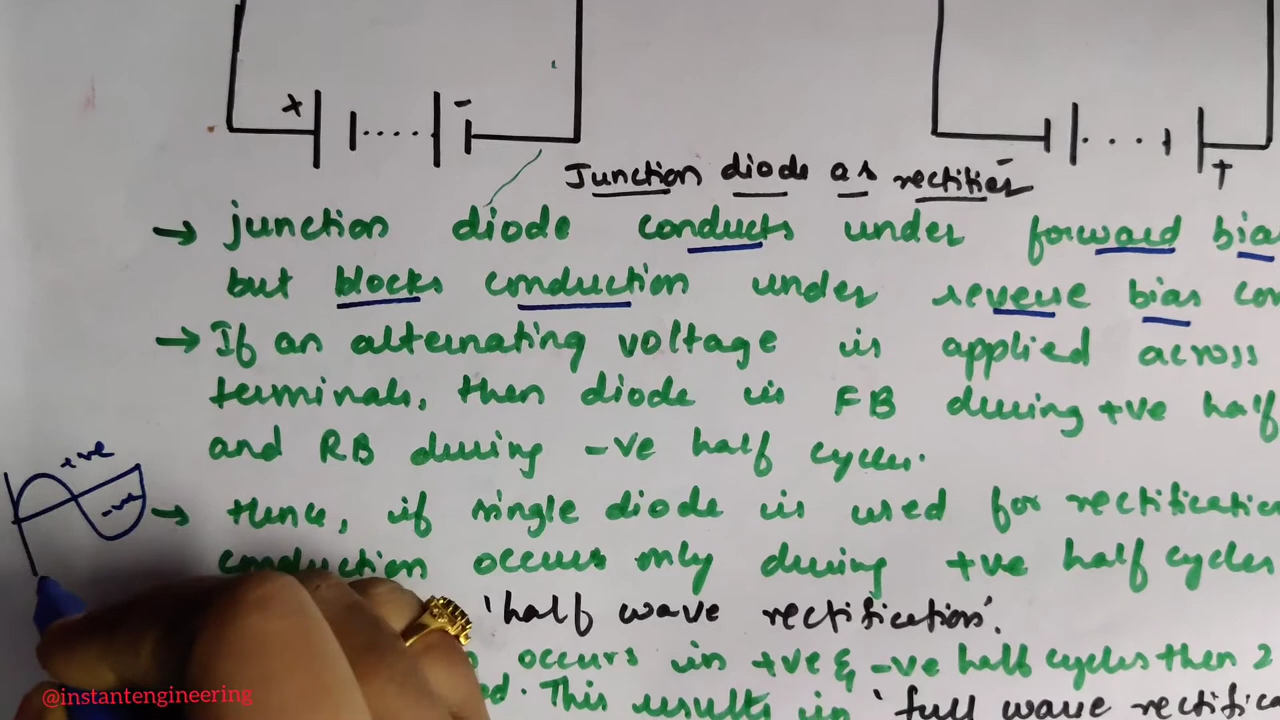 + -
Junction diode as rectifier
- +
→ junction diode conducts under forward bia
but blocks conduction under reverse bias con
→ If an alternating voltage is applied across
terminals, then diode is FB during +ve half
and RB during -ve half cycles.
+ve
-ve
→ Hence, if single diode is used for rectification
conduction occurs only during +ve half cycles
'half wave rectification'.
occurs in +ve & -ve half cycles then 2
This results in 'full wave rectifica
@instantengineering